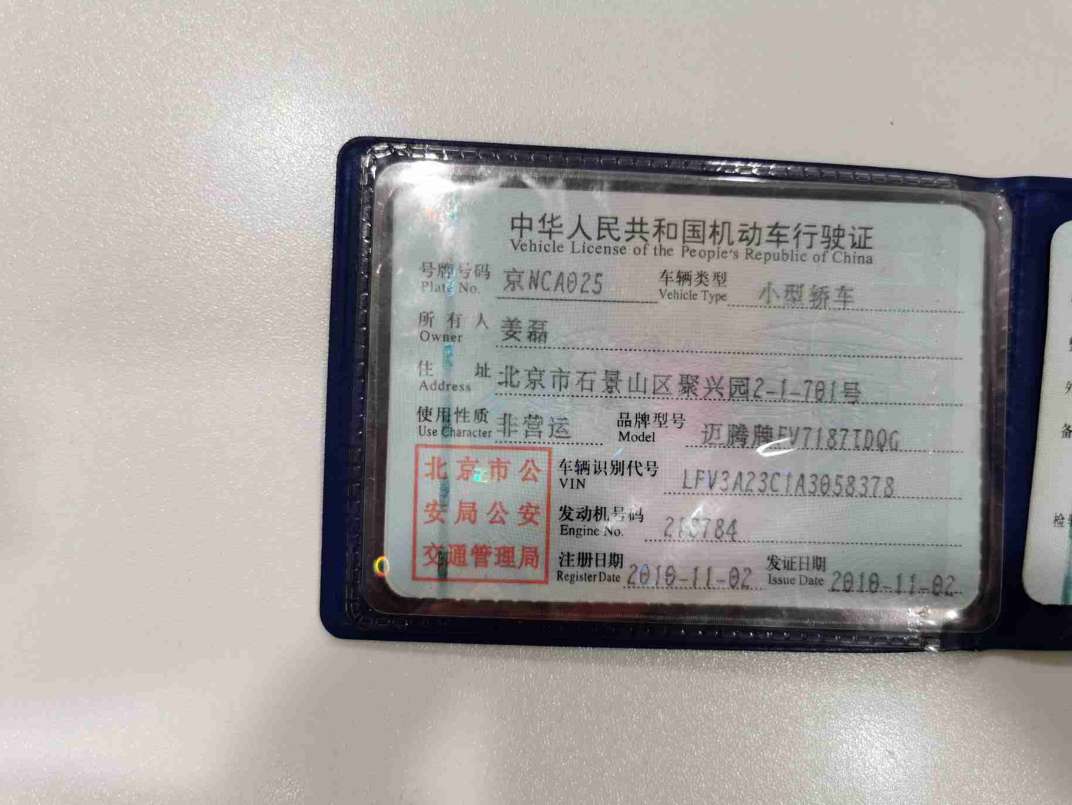 中华人民共和国机动车行驶证
Vehicle License of the People's Republic of China
号牌号码 京NCA025 车辆类型 小型轿车
Plate No. Vehicle Type
所有人 姜磊
Owner
住址 北京市石景山区聚兴园2-1-701号
Address
使用性质 非营运 品牌型号 迈腾牌FV7187TDQG
Use Character Model
北京市公
安局公安
交通管理局
车辆识别代号 LFV3A23C1A3058378
VIN
发动机号码
Engine No.
注册日期 2010-11-02 发证日期 2010-11-02
Register Date Issue Date